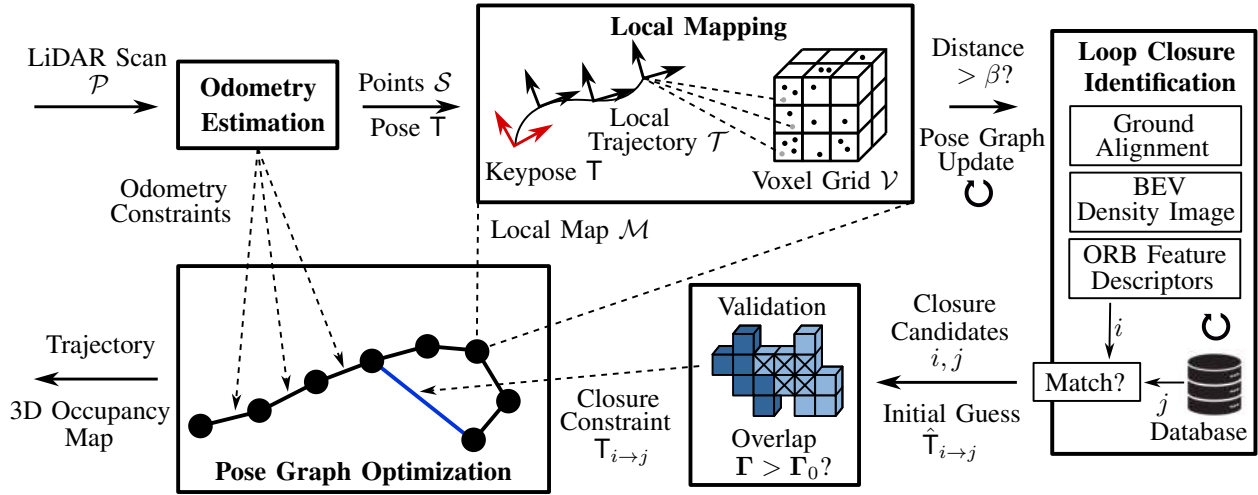 LiDAR Scan
𝒫
Odometry
Estimation
Points 𝒮
Pose T
Local Mapping
Local
Trajectory 𝒯
Keypose T
Voxel Grid 𝒱
Distance
> β?
Pose Graph
Update
Loop Closure
Identification
Ground
Alignment
BEV
Density Image
ORB Feature
Descriptors
i
Match?
j
Database
Odometry
Constraints
Local Map ℳ
Closure
Candidates
i, j
Initial Guess
T̂ᵢ→ⱼ
Validation
Overlap
Γ > Γ₀?
Closure
Constraint
Tᵢ→ⱼ
Pose Graph Optimization
Trajectory
3D Occupancy
Map